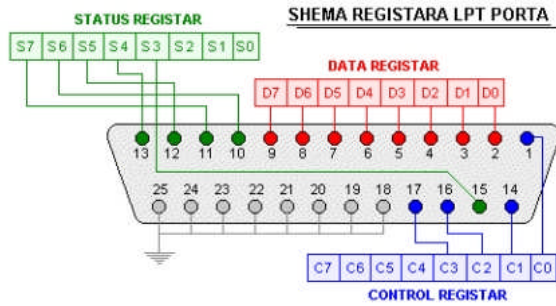 SHEMA REGISTARA LPT PORTA
STATUS REGISTAR
S7 S6 S5 S4 S3 S2 S1 S0
DATA REGISTAR
D7 D6 D5 D4 D3 D2 D1 D0
13 12 11 10 9 8 7 6 5 4 3 2 1
25 24 23 22 21 20 19 18 17 16 15 14
C7 C6 C5 C4 C3 C2 C1 C0
CONTROL REGISTAR